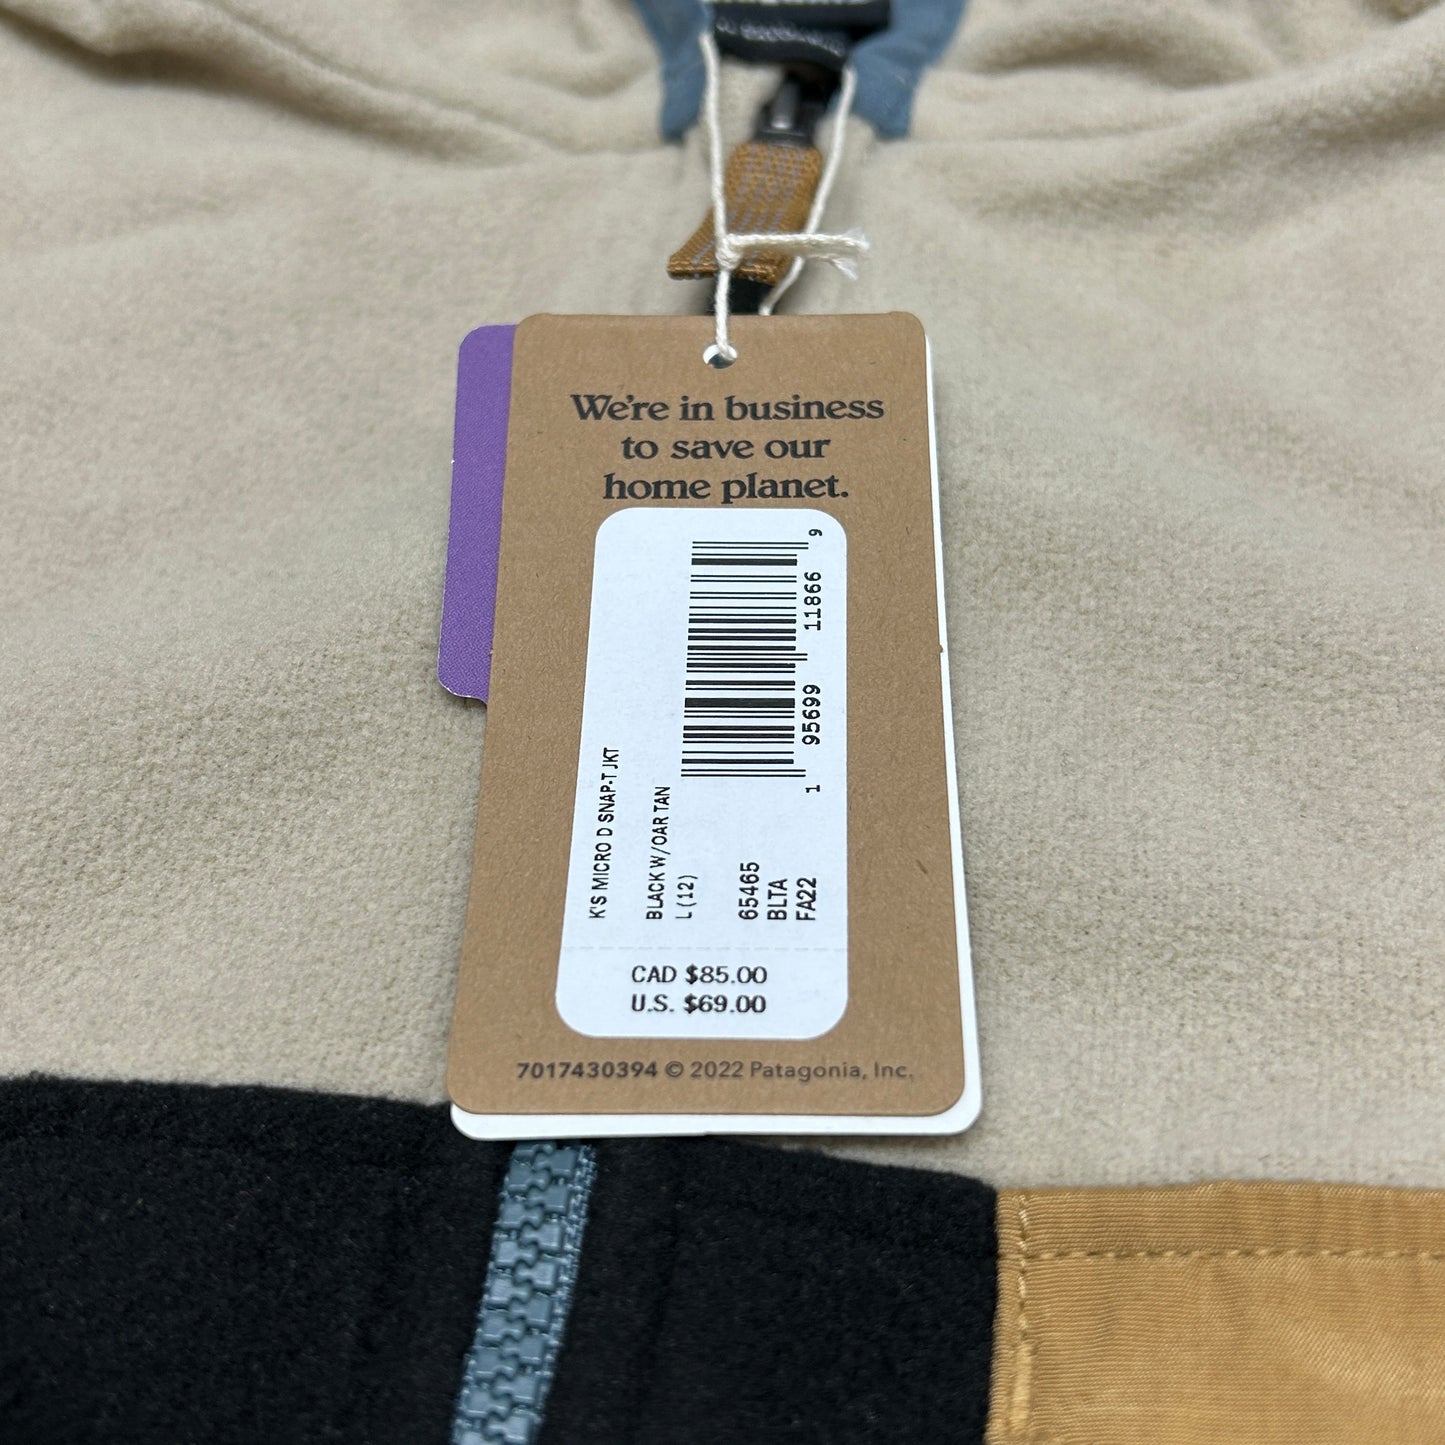 We're in business
to save our
home planet.
1 95699 11866 9
K'S MICRO D SNAP-T JKT
BLACK W/OAR TAN
L(12)
65465
BLTA
FA22
CAD $85.00
U.S. $69.00
7017430394 © 2022 Patagonia, Inc.